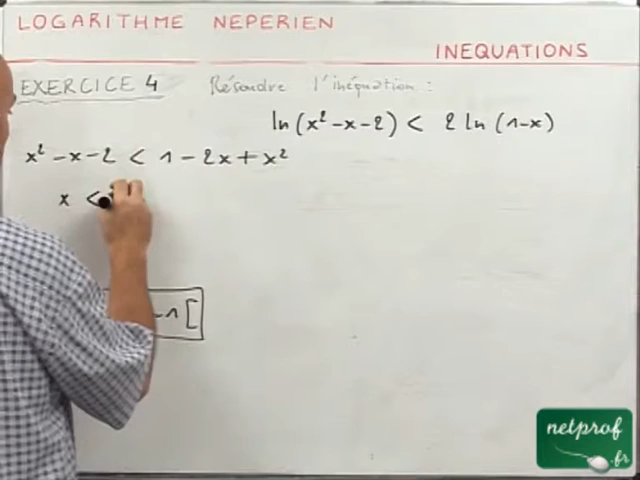 LOGARITHME NEPERIEN
INEQUATIONS
EXERCICE 4 Résoudre l'inéquation :
ln(x²-x-2) < 2 ln (1-x)
x² - x - 2 < 1 - 2x + x²
x <
-1 [
netprof
.fr